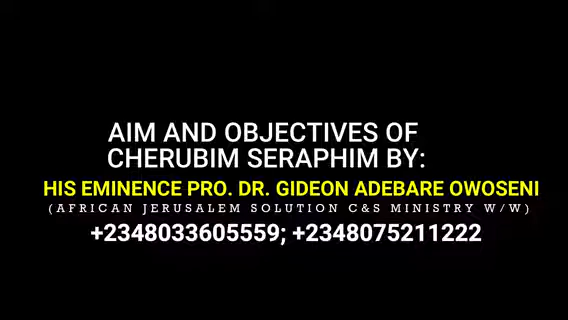 AIM AND OBJECTIVES OF
CHERUBIM SERAPHIM BY:
HIS EMINENCE PRO. DR. GIDEON ADEBARE OWOSENI
(AFRICAN JERUSALEM SOLUTION C&S MINISTRY W/W)
+2348033605559; +2348075211222